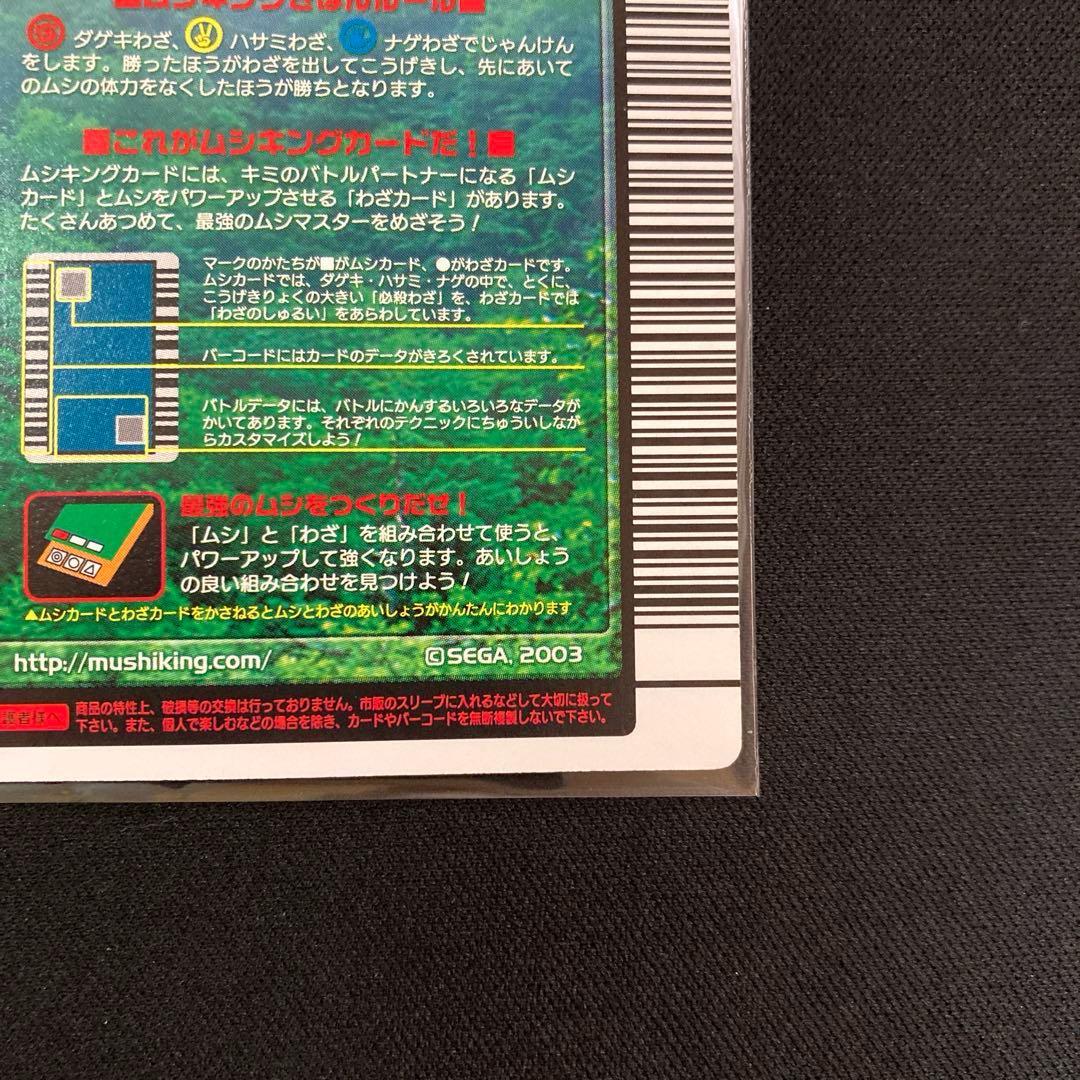 ■ムシキングきほんルール■
ダゲキわざ、 ハサミわざ、 ナゲわざでじゃんけん
をします。勝ったほうがわざを出してこうげきし、先にあいて
のムシの体力をなくしたほうが勝ちとなります。
■これがムシキングカードだ！■
ムシキングカードには、キミのバトルパートナーになる「ムシ
カード」とムシをパワーアップさせる「わざカード」があります。
たくさんあつめて、最強のムシマスターをめざそう！
マークのかたちが■がムシカード、●がわざカードです。
ムシカードでは、ダゲキ・ハサミ・ナゲの中で、とくに、
こうげきりょくの大きい「必殺わざ」を、わざカードでは
「わざのしゅるい」をあらわしています。
バーコードにはカードのデータがきろくされています。
バトルデータには、バトルにかんするいろいろなデータが
かいてあります。それぞれのテクニックにちゅういしなが
らカスタマイズしよう！
最強のムシをつくりだせ！
「ムシ」と「わざ」を組み合わせて使うと、
パワーアップして強くなります。あいしょう
の良い組み合わせを見つけよう！
▲ムシカードとわざカードをかさねるとムシとわざのあいしょうがかんたんにわかります
http://mushiking.com/ ©SEGA, 2003
護者様へ 商品の特性上、破損等の交換は行っておりません。市販のスリーブに入れるなどして大切に扱って
下さい。また、個人で楽しむなどの場合を除き、カードやバーコードを無断複製しないで下さい。